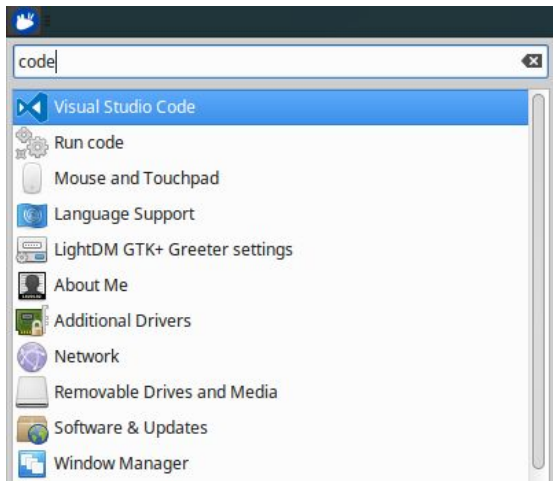 code
Visual Studio Code
Run code
Mouse and Touchpad
Language Support
LightDM GTK+ Greeter settings
About Me
Additional Drivers
Network
Removable Drives and Media
Software & Updates
Window Manager